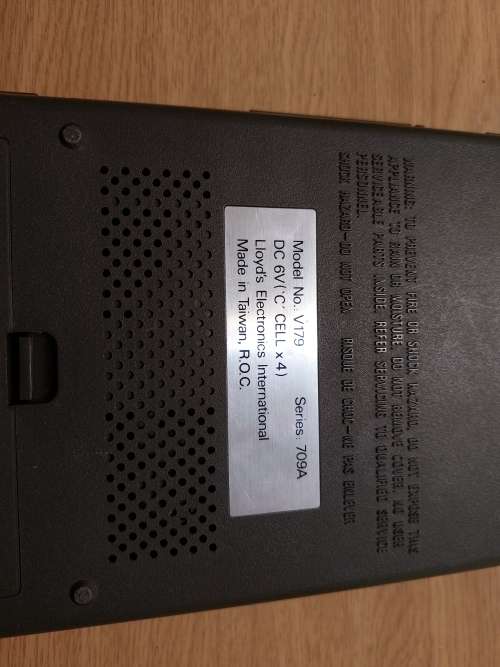 WARNING: TO PREVENT FIRE OR SHOCK HAZARD, DO NOT EXPOSE THIS
APPLIANCE TO RAIN OR MOISTURE. DO NOT REMOVE COVER. NO USER
SERVICEABLE PARTS INSIDE. REFER SERVICING TO QUALIFIED SERVICE
PERSONNEL.
SHOCK HAZARD—DO NOT OPEN. RISQUE DE CHOC—NE PAS ENLEVER
Model No.: V179 Series: 709A
DC 6V ('C' CELL x 4)
Lloyd's Electronics International
Made in Taiwan, R.O.C.